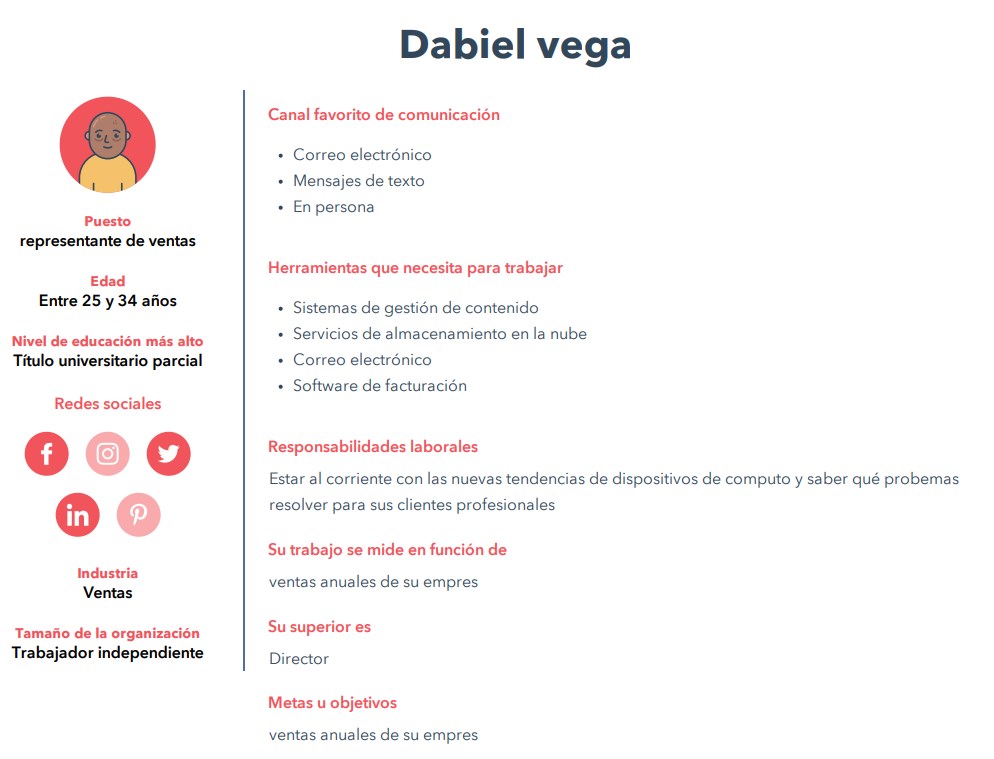 Dabiel vega
Puesto
representante de ventas
Edad
Entre 25 y 34 años
Nivel de educación más alto
Título universitario parcial
Redes sociales
f
in
Industria
Ventas
Tamaño de la organización
Trabajador independiente
Canal favorito de comunicación
• Correo electrónico
• Mensajes de texto
• En persona
Herramientas que necesita para trabajar
• Sistemas de gestión de contenido
• Servicios de almacenamiento en la nube
• Correo electrónico
• Software de facturación
Responsabilidades laborales
Estar al corriente con las nuevas tendencias de dispositivos de computo y saber qué probemas
resolver para sus clientes profesionales
Su trabajo se mide en función de
ventas anuales de su empres
Su superior es
Director
Metas u objetivos
ventas anuales de su empres